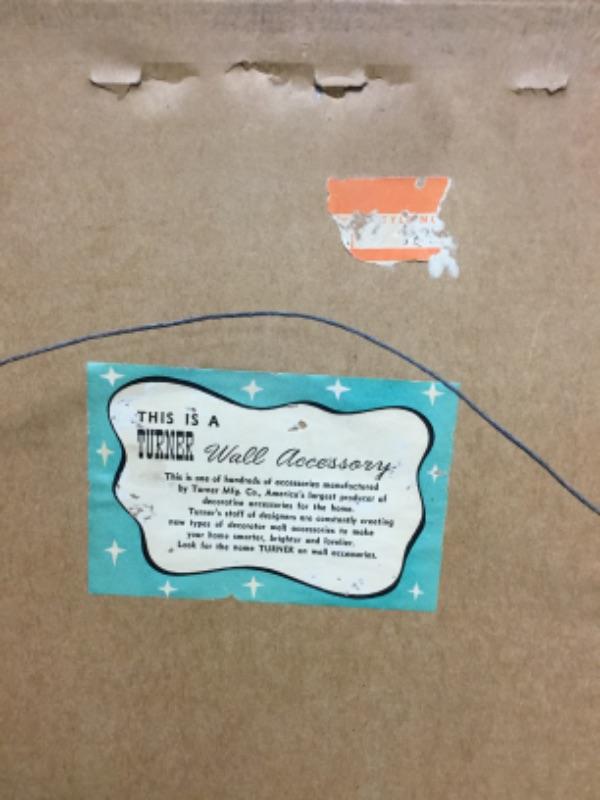 THIS IS A
TURNER Wall Accessory
This is one of hundreds of accessories manufactured
by Turner Mfg. Co., America's largest producer of
decorative accessories for the home.
Turner's staff of designers are constantly creating
new types of decorator wall accessories to make
your home smarter, brighter and lovelier.
Look for the name TURNER on wall accessories.